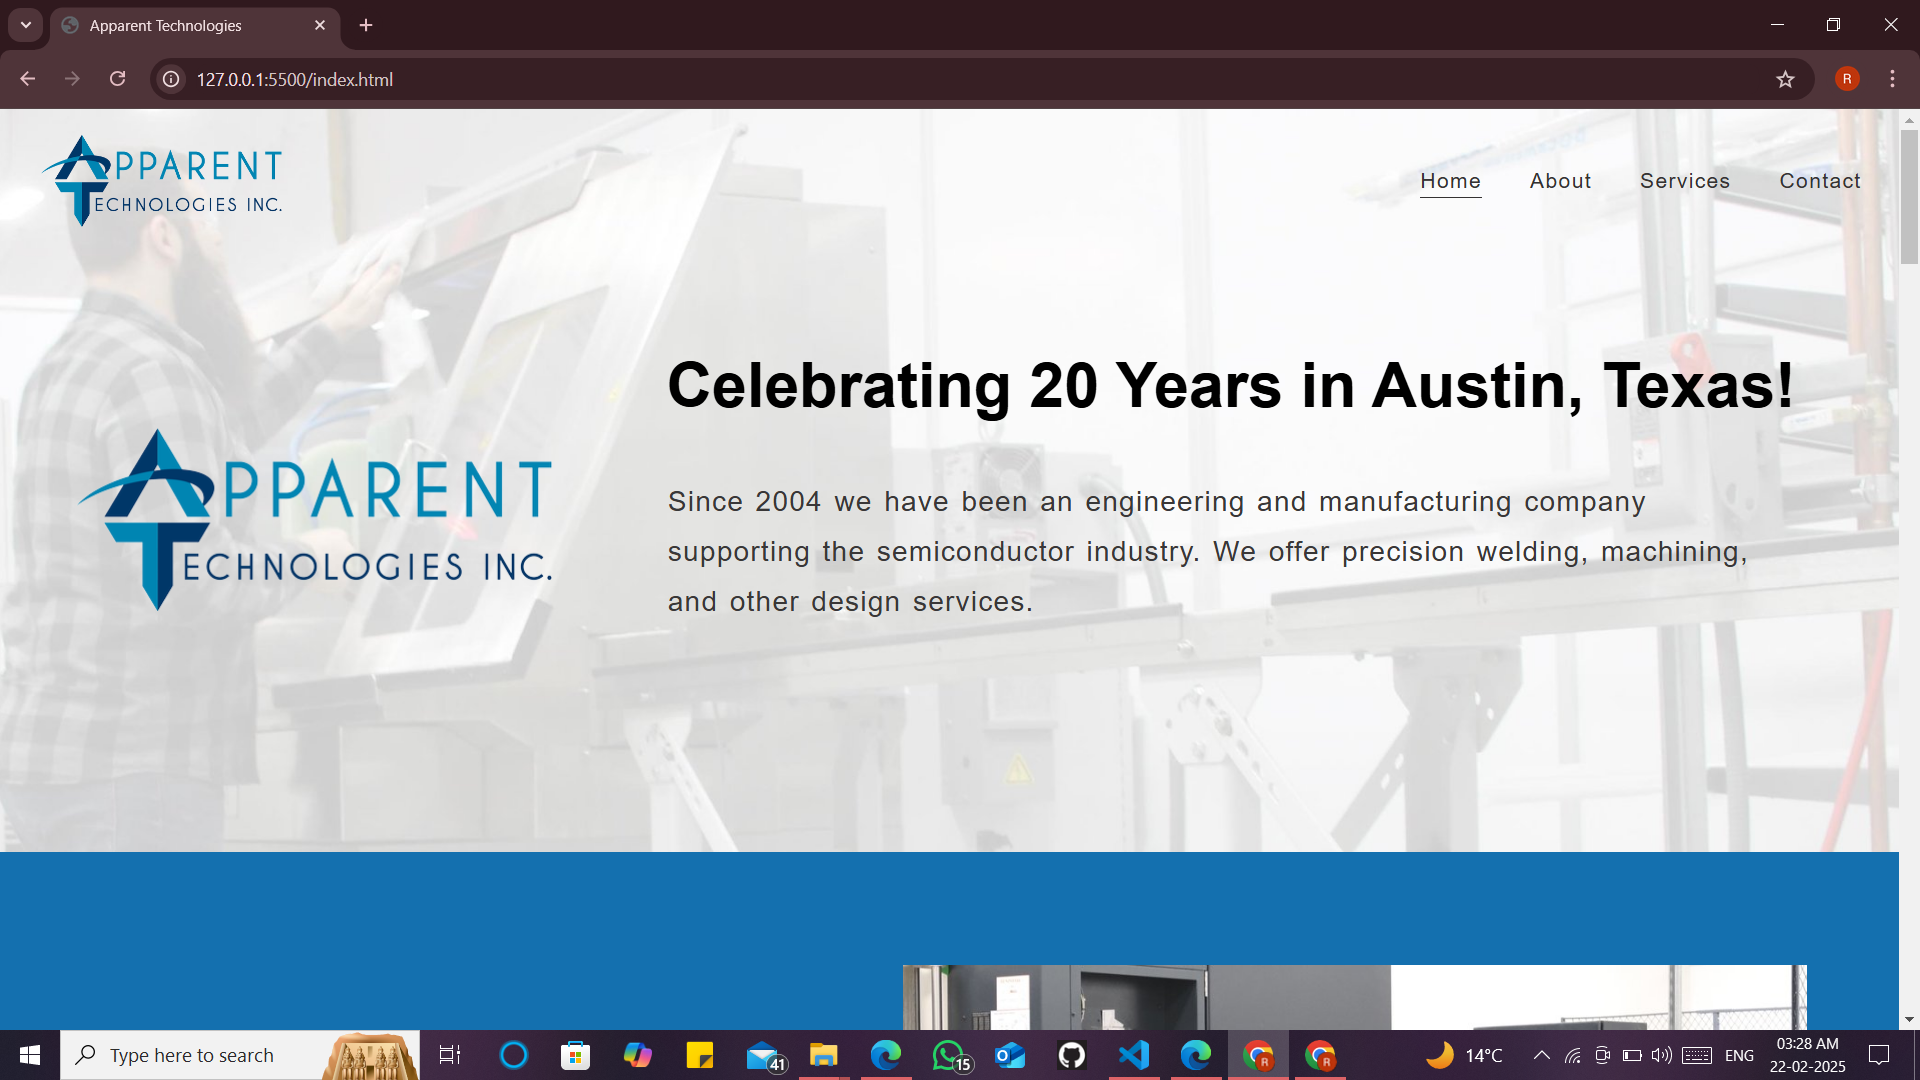 Apparent Technologies
127.0.0.1:5500/index.html
R
APPARENT
TECHNOLOGIES INC.
Home
About
Services
Contact
Celebrating 20 Years in Austin, Texas!
APPARENT
TECHNOLOGIES INC.
Since 2004 we have been an engineering and manufacturing company
supporting the semiconductor industry. We offer precision welding, machining,
and other design services.
Type here to search
41
15
R
R
14°C
ENG
03:28 AM
22-02-2025